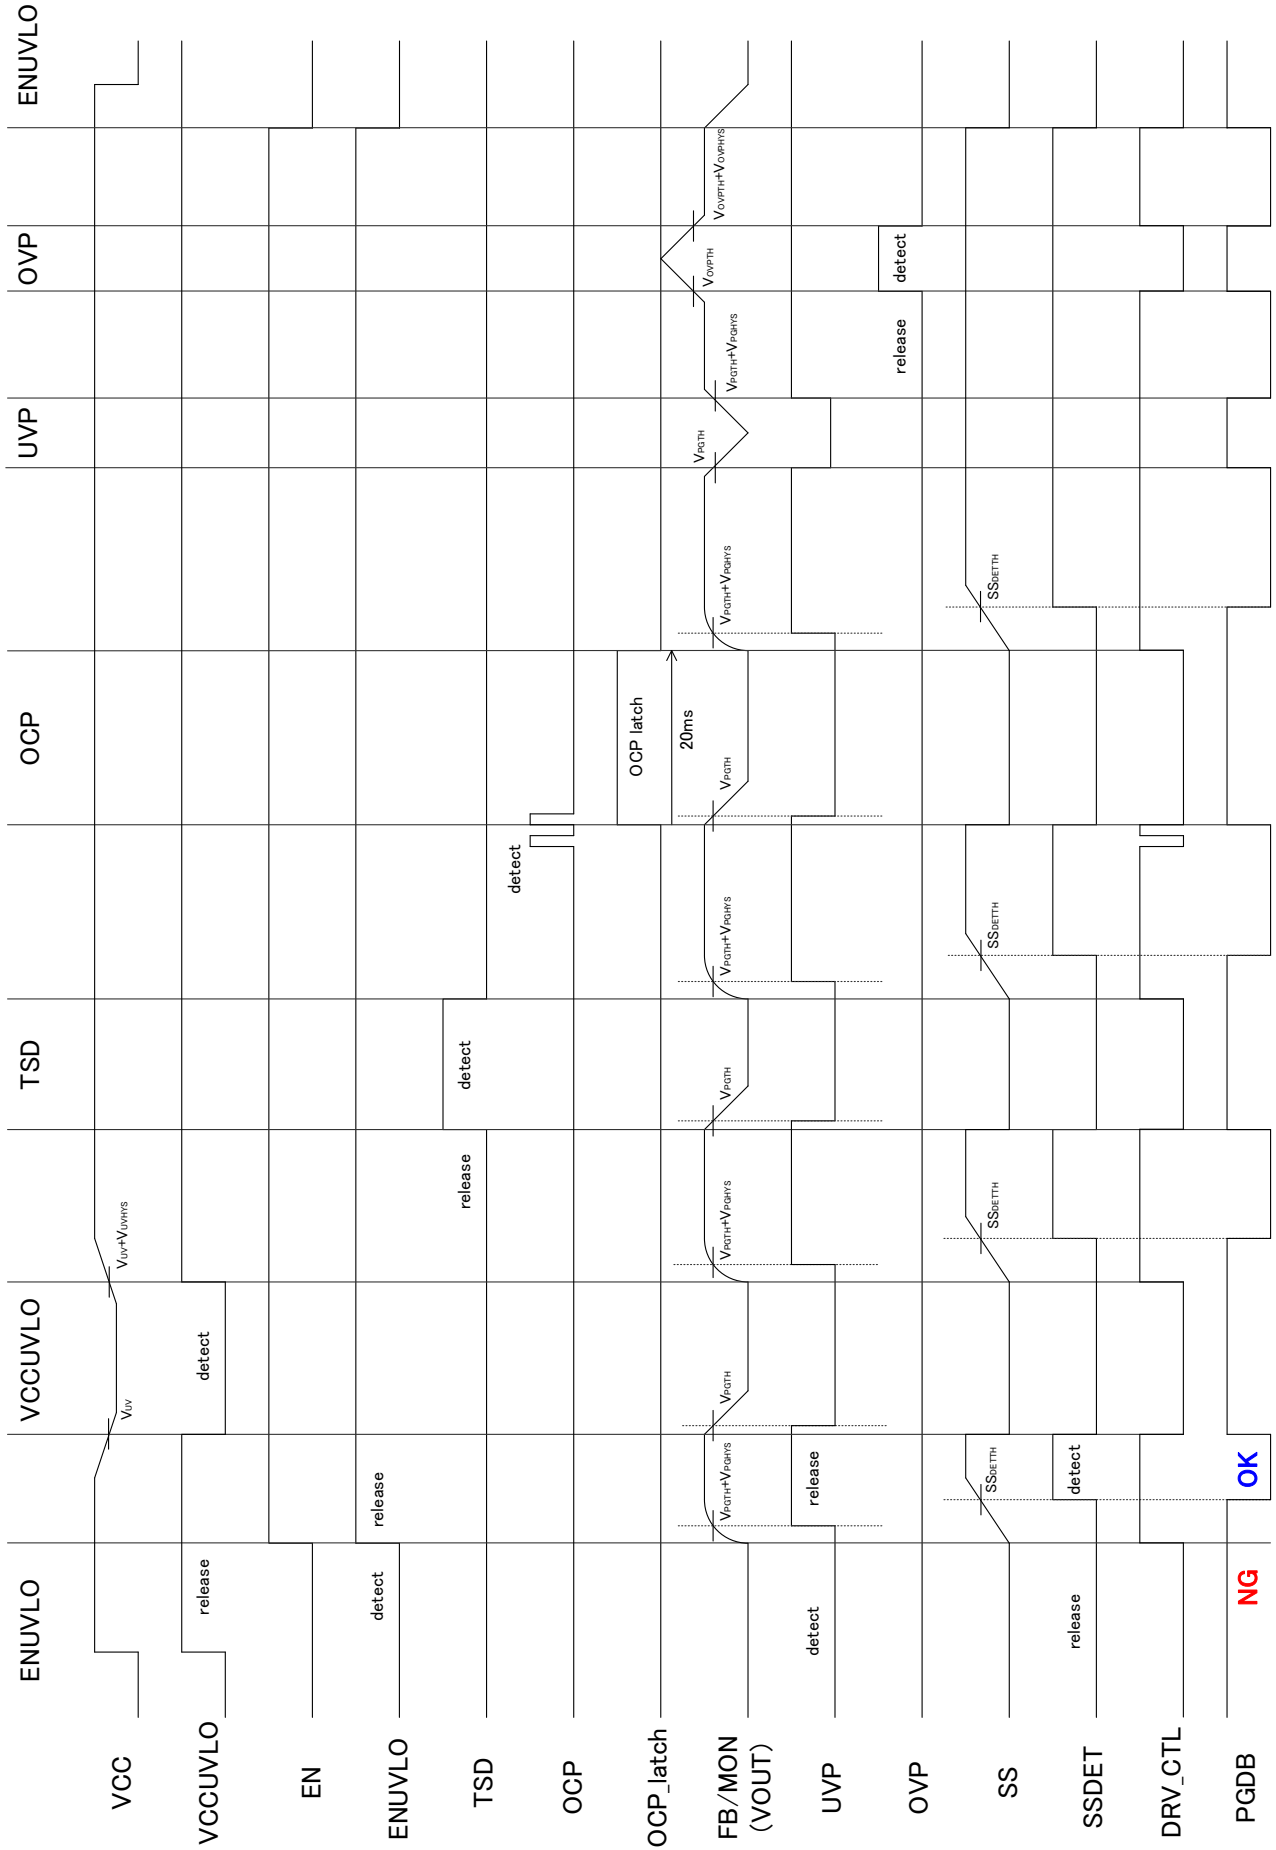 ENUVLO
VCCUVLO
TSD
OCP
UVP
OVP
ENUVLO
VCC
VUV
VUV+VUVHYS
VCCUVLO
release
detect
EN
ENUVLO
detect
release
TSD
release
detect
OCP
detect
OCP_latch
OCP latch
20ms
FB/MON
(VOUT)
VPGTH+VPGHYS
VPGTH
VPGTH+VPGHYS
VPGTH
VPGTH+VPGHYS
VPGTH
VPGTH+VPGHYS
VPGTH
VPGTH+VPGHYS
VOVPTH
VOVPTH+VOVPHYS
UVP
detect
release
OVP
release
detect
SS
SSDETTH
SSDETTH
SSDETTH
SSDETTH
SSDET
release
detect
DRV_CTL
PGDB
NG
OK